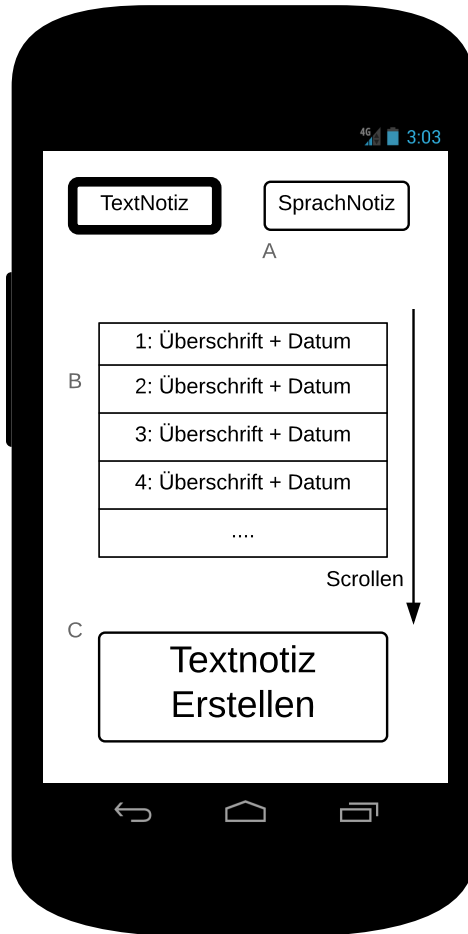 4G 3:03
TextNotiz SprachNotiz
A
1: Überschrift + Datum
B
2: Überschrift + Datum
3: Überschrift + Datum
4: Überschrift + Datum
....
Scrollen
C
Textnotiz
Erstellen